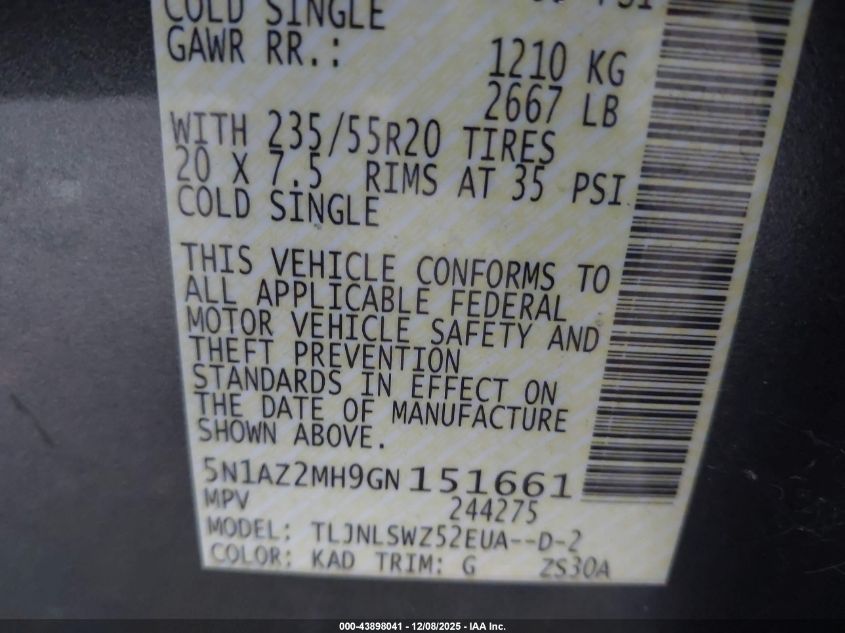 COLD SINGLE PSI
GAWR RR.: 1210 KG
2667 LB
WITH 235/55R20 TIRES
20 X 7.5 RIMS AT 35 PSI
COLD SINGLE
THIS VEHICLE CONFORMS TO
ALL APPLICABLE FEDERAL
MOTOR VEHICLE SAFETY AND
THEFT PREVENTION
STANDARDS IN EFFECT ON
THE DATE OF MANUFACTURE
SHOWN ABOVE.
5N1AZ2MH9GN151661
MPV 244275
MODEL: TLJNLSWZ52EUA--D-2
COLOR: KAD TRIM: G ZS30A
000-43898041 - 12/08/2025 - IAA Inc.